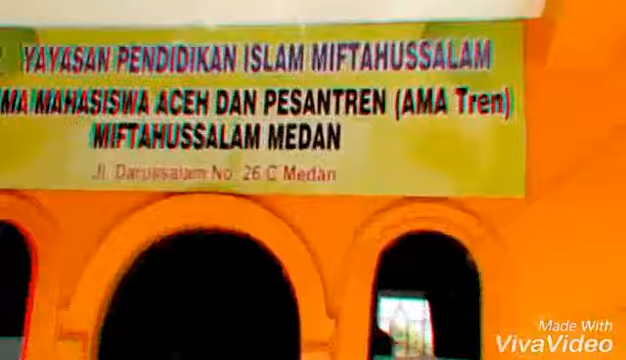 YAYASAN PENDIDIKAN ISLAM MIFTAHUSSALAM
MA MAHASISWA ACEH DAN PESANTREN (AMA Tren)
MIFTAHUSSALAM MEDAN
Jl. Darussalam No. 26 C Medan
Made With
VivaVideo